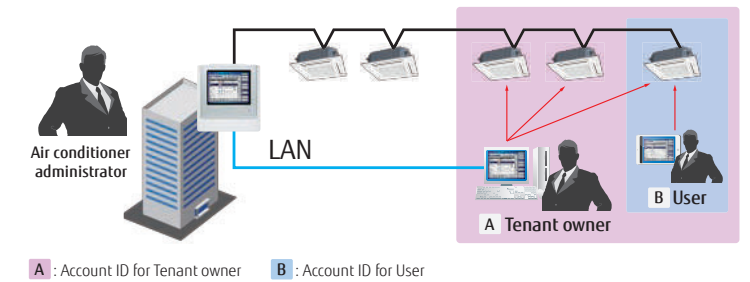 Air conditioner
administrator
LAN
B User
A Tenant owner
A : Account ID for Tenant owner
B : Account ID for User